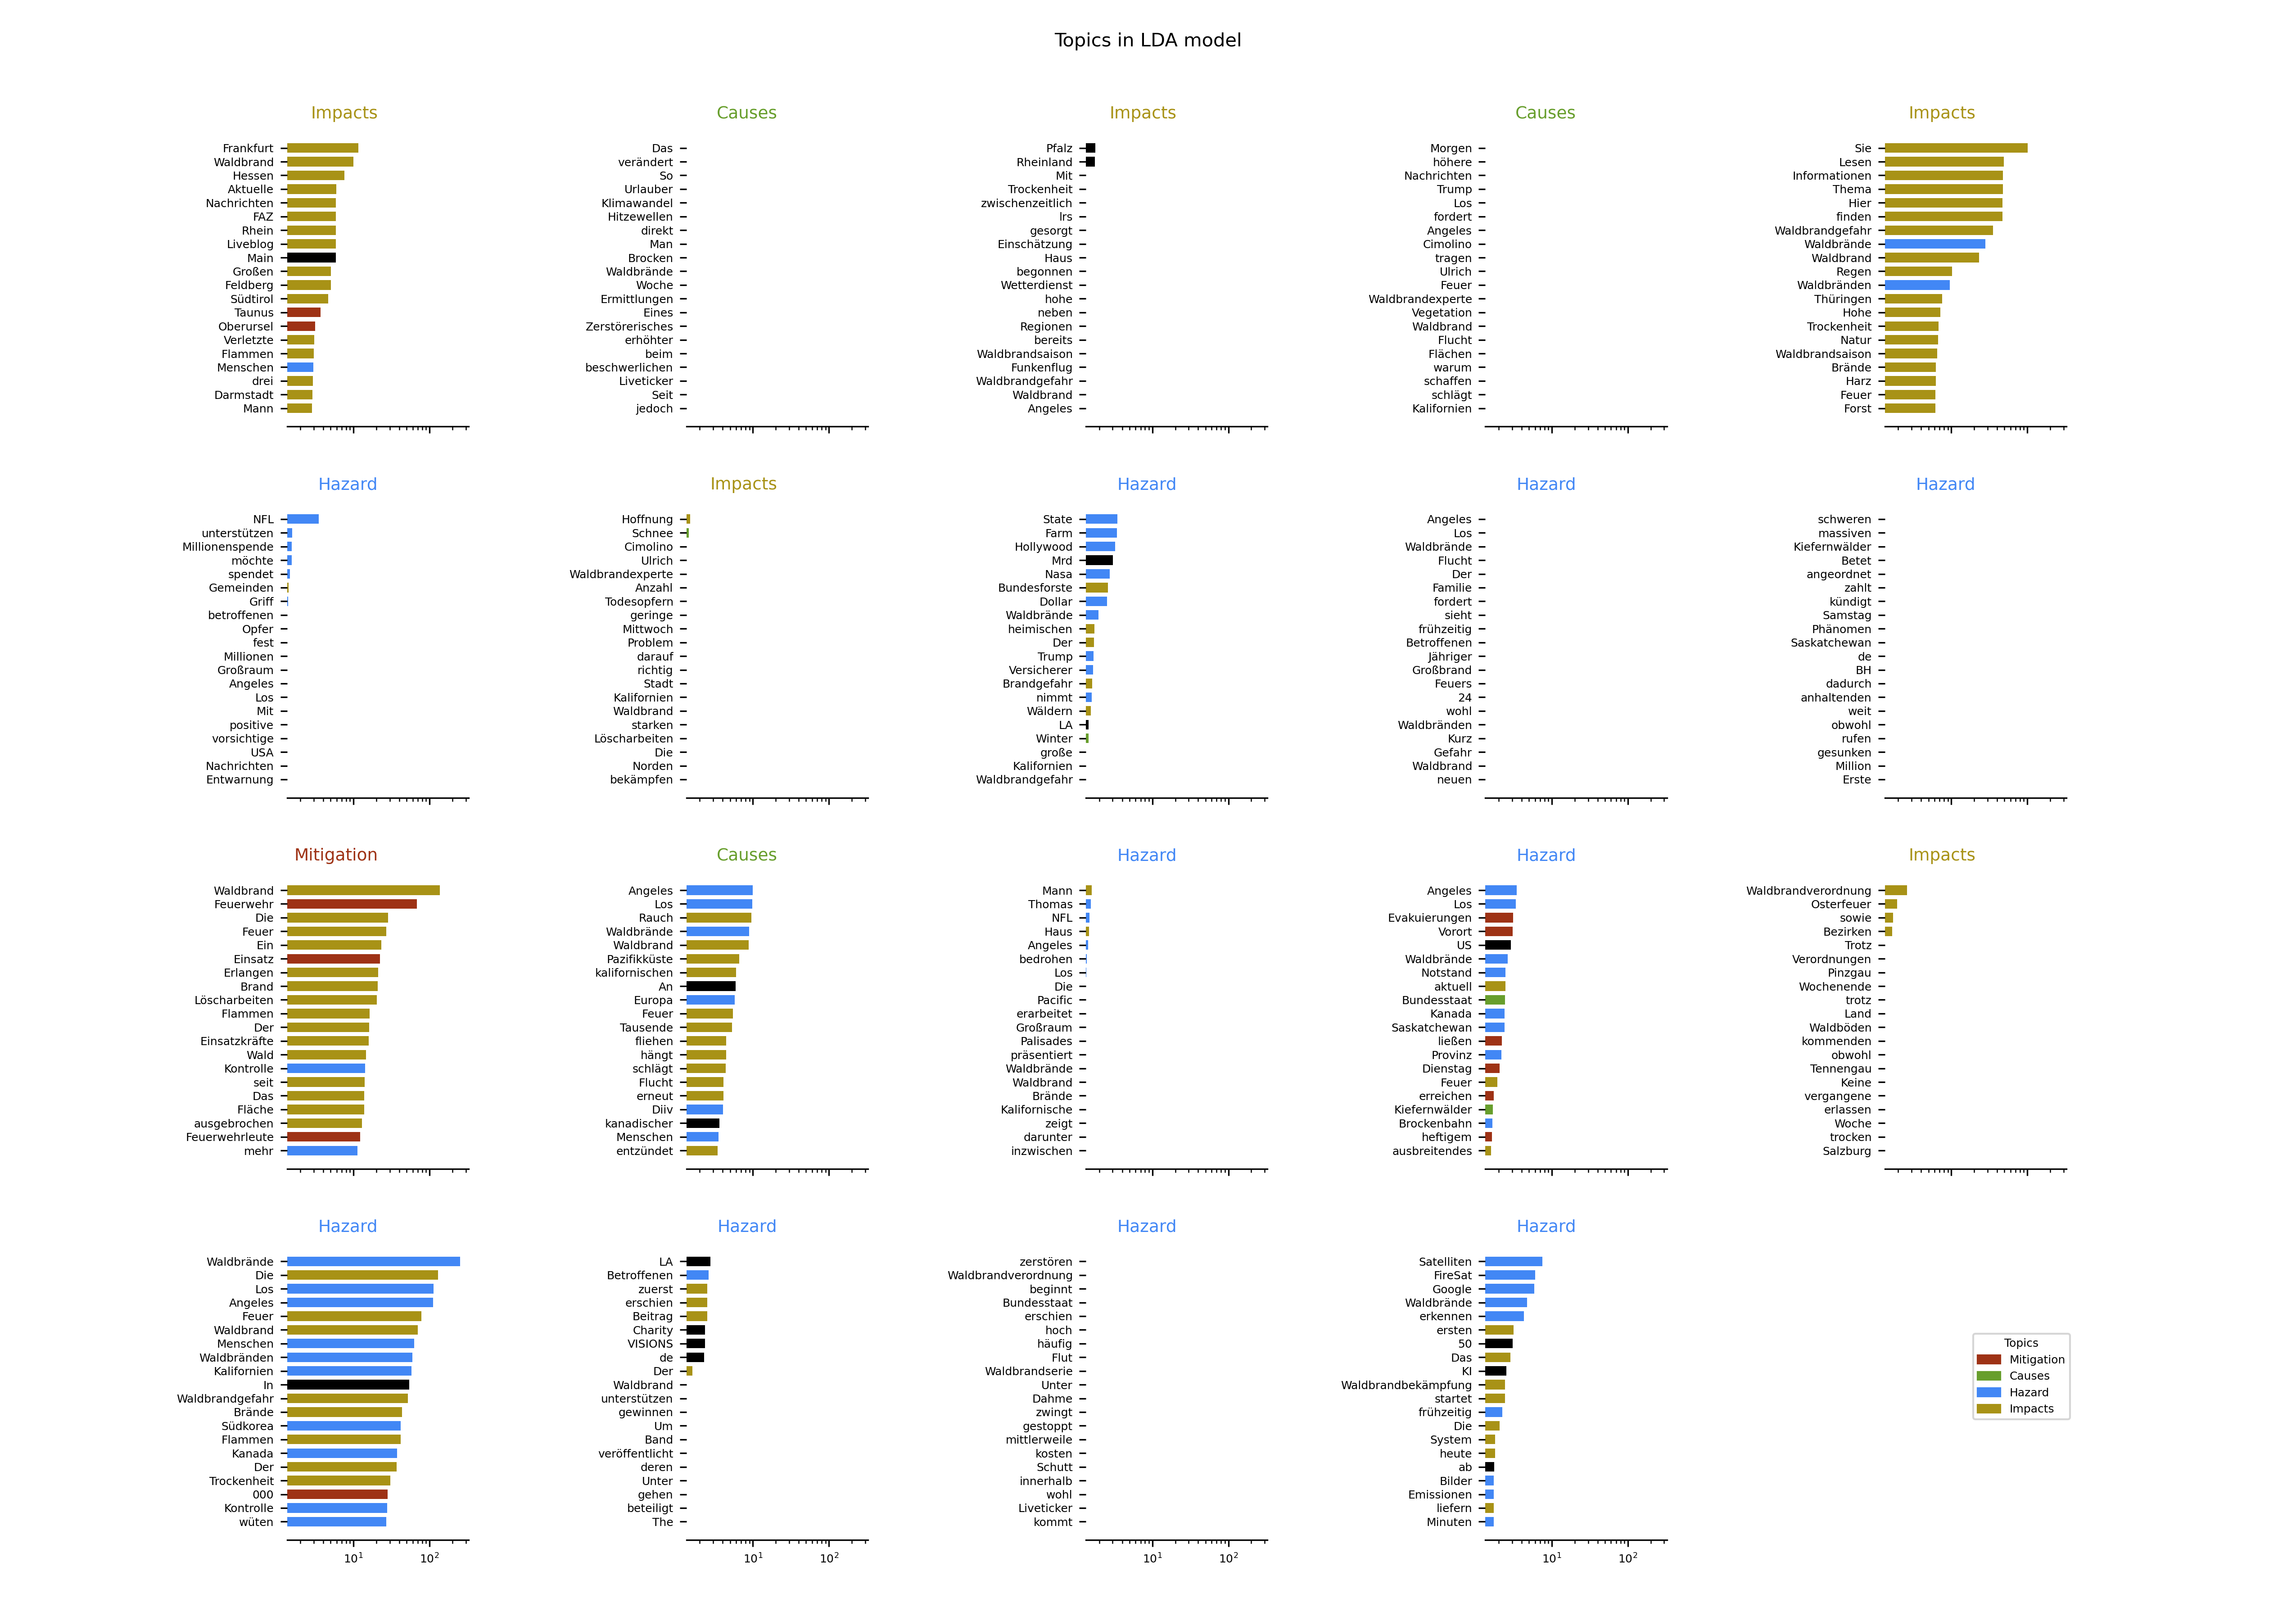 Topics in LDA model
Impacts
Frankfurt
Waldbrand
Hessen
Aktuelle
Nachrichten
FAZ
Rhein
Liveblog
Main
Großen
Feldberg
Südtirol
Taunus
Oberursel
Verletzte
Flammen
Menschen
drei
Darmstadt
Mann
Causes
Das
verändert
So
Urlauber
Klimawandel
Hitzewellen
direkt
Man
Brocken
Waldbrände
Woche
Ermittlungen
Eines
Zerstörerisches
erhöhter
beim
beschwerlichen
Liveticker
Seit
jedoch
Impacts
Pfalz
Rheinland
Mit
Trockenheit
zwischenzeitlich
lrs
gesorgt
Einschätzung
Haus
begonnen
Wetterdienst
hohe
neben
Regionen
bereits
Waldbrandsaison
Funkenflug
Waldbrandgefahr
Waldbrand
Angeles
Causes
Morgen
höhere
Nachrichten
Trump
Los
fordert
Angeles
Cimolino
tragen
Ulrich
Feuer
Waldbrandexperte
Vegetation
Waldbrand
Flucht
Flächen
warum
schaffen
schlägt
Kalifornien
Impacts
Sie
Lesen
Informationen
Thema
Hier
finden
Waldbrandgefahr
Waldbrände
Waldbrand
Regen
Waldbränden
Thüringen
Hohe
Trockenheit
Natur
Waldbrandsaison
Brände
Harz
Feuer
Forst
Hazard
NFL
unterstützen
Millionenspende
möchte
spendet
Gemeinden
Griff
betroffenen
Opfer
fest
Millionen
Großraum
Angeles
Los
Mit
positive
vorsichtige
USA
Nachrichten
Entwarnung
Impacts
Hoffnung
Schnee
Cimolino
Ulrich
Waldbrandexperte
Anzahl
Todesopfern
geringe
Mittwoch
Problem
darauf
richtig
Stadt
Kalifornien
Waldbrand
starken
Löscharbeiten
Die
Norden
bekämpfen
Hazard
State
Farm
Hollywood
Mrd
Nasa
Bundesforste
Dollar
Waldbrände
heimischen
Der
Trump
Versicherer
Brandgefahr
nimmt
Wäldern
LA
Winter
große
Kalifornien
Waldbrandgefahr
Hazard
Angeles
Los
Waldbrände
Flucht
Der
Familie
fordert
sieht
frühzeitig
Betroffenen
Jähriger
Großbrand
Feuers
24
wohl
Waldbränden
Kurz
Gefahr
Waldbrand
neuen
Hazard
schweren
massiven
Kiefernwälder
Betet
angeordnet
zahlt
kündigt
Samstag
Phänomen
Saskatchewan
de
BH
dadurch
anhaltenden
weit
obwohl
rufen
gesunken
Million
Erste
Mitigation
Waldbrand
Feuerwehr
Die
Feuer
Ein
Einsatz
Erlangen
Brand
Löscharbeiten
Flammen
Der
Einsatzkräfte
Wald
Kontrolle
seit
Das
Fläche
ausgebrochen
Feuerwehrleute
mehr
Causes
Angeles
Los
Rauch
Waldbrände
Waldbrand
Pazifikküste
kalifornischen
An
Europa
Feuer
Tausende
fliehen
hängt
schlägt
Flucht
erneut
Diiv
kanadischer
Menschen
entzündet
Hazard
Mann
Thomas
NFL
Haus
Angeles
bedrohen
Los
Die
Pacific
erarbeitet
Großraum
Palisades
präsentiert
Waldbrände
Waldbrand
Brände
Kalifornische
zeigt
darunter
inzwischen
Hazard
Angeles
Los
Evakuierungen
Vorort
US
Waldbrände
Notstand
aktuell
Bundesstaat
Kanada
Saskatchewan
ließen
Provinz
Dienstag
Feuer
erreichen
Kiefernwälder
Brockenbahn
heftigem
ausbreitendes
Impacts
Waldbrandverordnung
Osterfeuer
sowie
Bezirken
Trotz
Verordnungen
Pinzgau
Wochenende
trotz
Land
Waldböden
kommenden
obwohl
Tennengau
Keine
vergangene
erlassen
Woche
trocken
Salzburg
Hazard
Waldbrände
Die
Los
Angeles
Feuer
Waldbrand
Menschen
Waldbränden
Kalifornien
In
Waldbrandgefahr
Brände
Südkorea
Flammen
Kanada
Der
Trockenheit
000
Kontrolle
wüten
10¹ 10²
Hazard
LA
Betroffenen
zuerst
erschien
Beitrag
Charity
VISIONS
de
Der
Waldbrand
unterstützen
gewinnen
Um
Band
veröffentlicht
deren
Unter
gehen
beteiligt
The
10¹ 10²
Hazard
zerstören
Waldbrandverordnung
beginnt
Bundesstaat
erschien
hoch
häufig
Flut
Waldbrandserie
Unter
Dahme
zwingt
gestoppt
mittlerweile
kosten
Schutt
innerhalb
wohl
Liveticker
kommt
10¹ 10²
Hazard
Satelliten
FireSat
Google
Waldbrände
erkennen
ersten
50
Das
KI
Waldbrandbekämpfung
startet
frühzeitig
Die
System
heute
ab
Bilder
Emissionen
liefern
Minuten
10¹ 10²
Topics
Mitigation
Causes
Hazard
Impacts